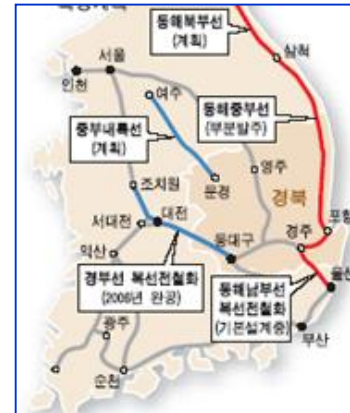 동해북부선
(계획)
서울
삼척
인천
여주
중부내륙선
(계획)
동해중부선
(부분발주)
영주
조치원
문경
경북
서대전
대전
동대구
포항
경주
익산
울산
경부선 복선전철화
(2006년 완공)
동해남부선
복선전철화
(기본설계중)
광주
부산
순천